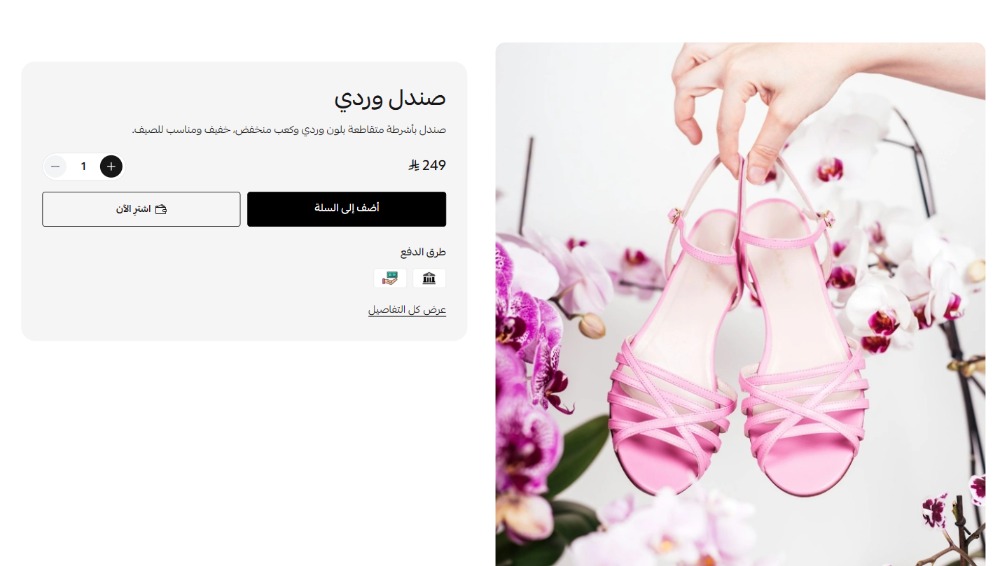 صندل وردي
صندل بأشرطة متقاطعة بلون وردي وكعب منخفض، خفيف ومناسب للصيف.
249 ⃁
+ 1 −
أضف إلى السلة
اشترِ الآن
طرق الدفع
عرض كل التفاصيل